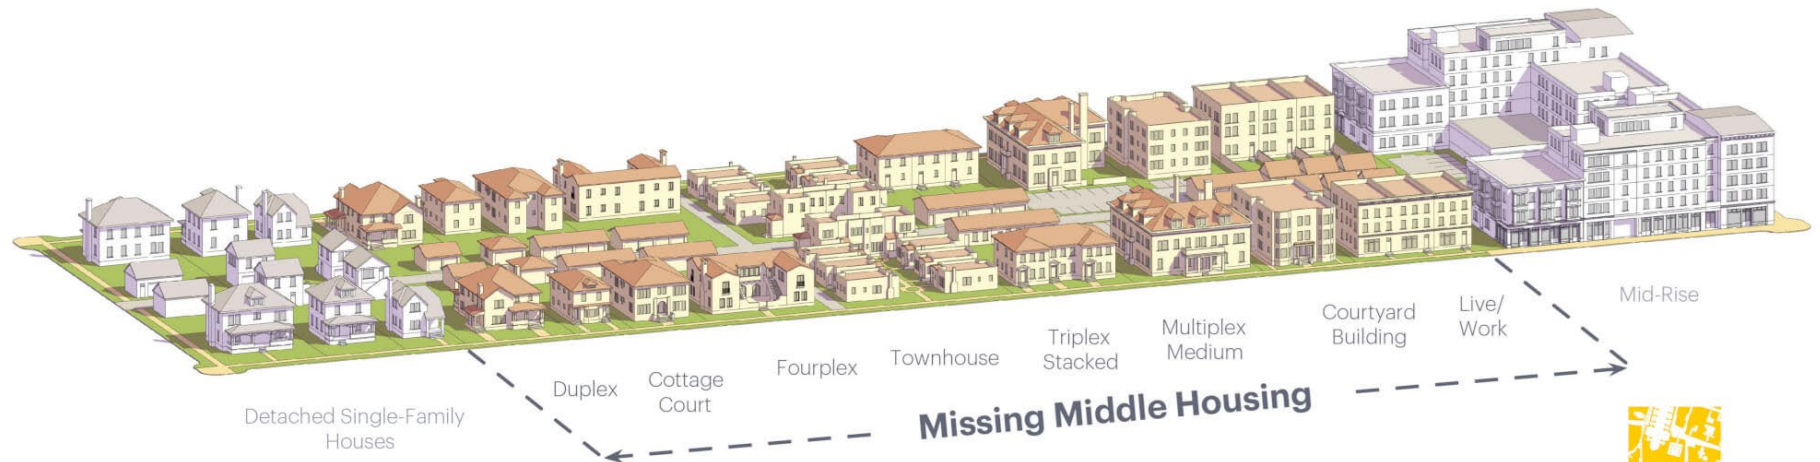 Detached Single-Family
Houses
Duplex
Cottage
Court
Fourplex
Townhouse
Triplex
Stacked
Multiplex
Medium
Courtyard
Building
Live/
Work
Mid-Rise
Missing Middle Housing